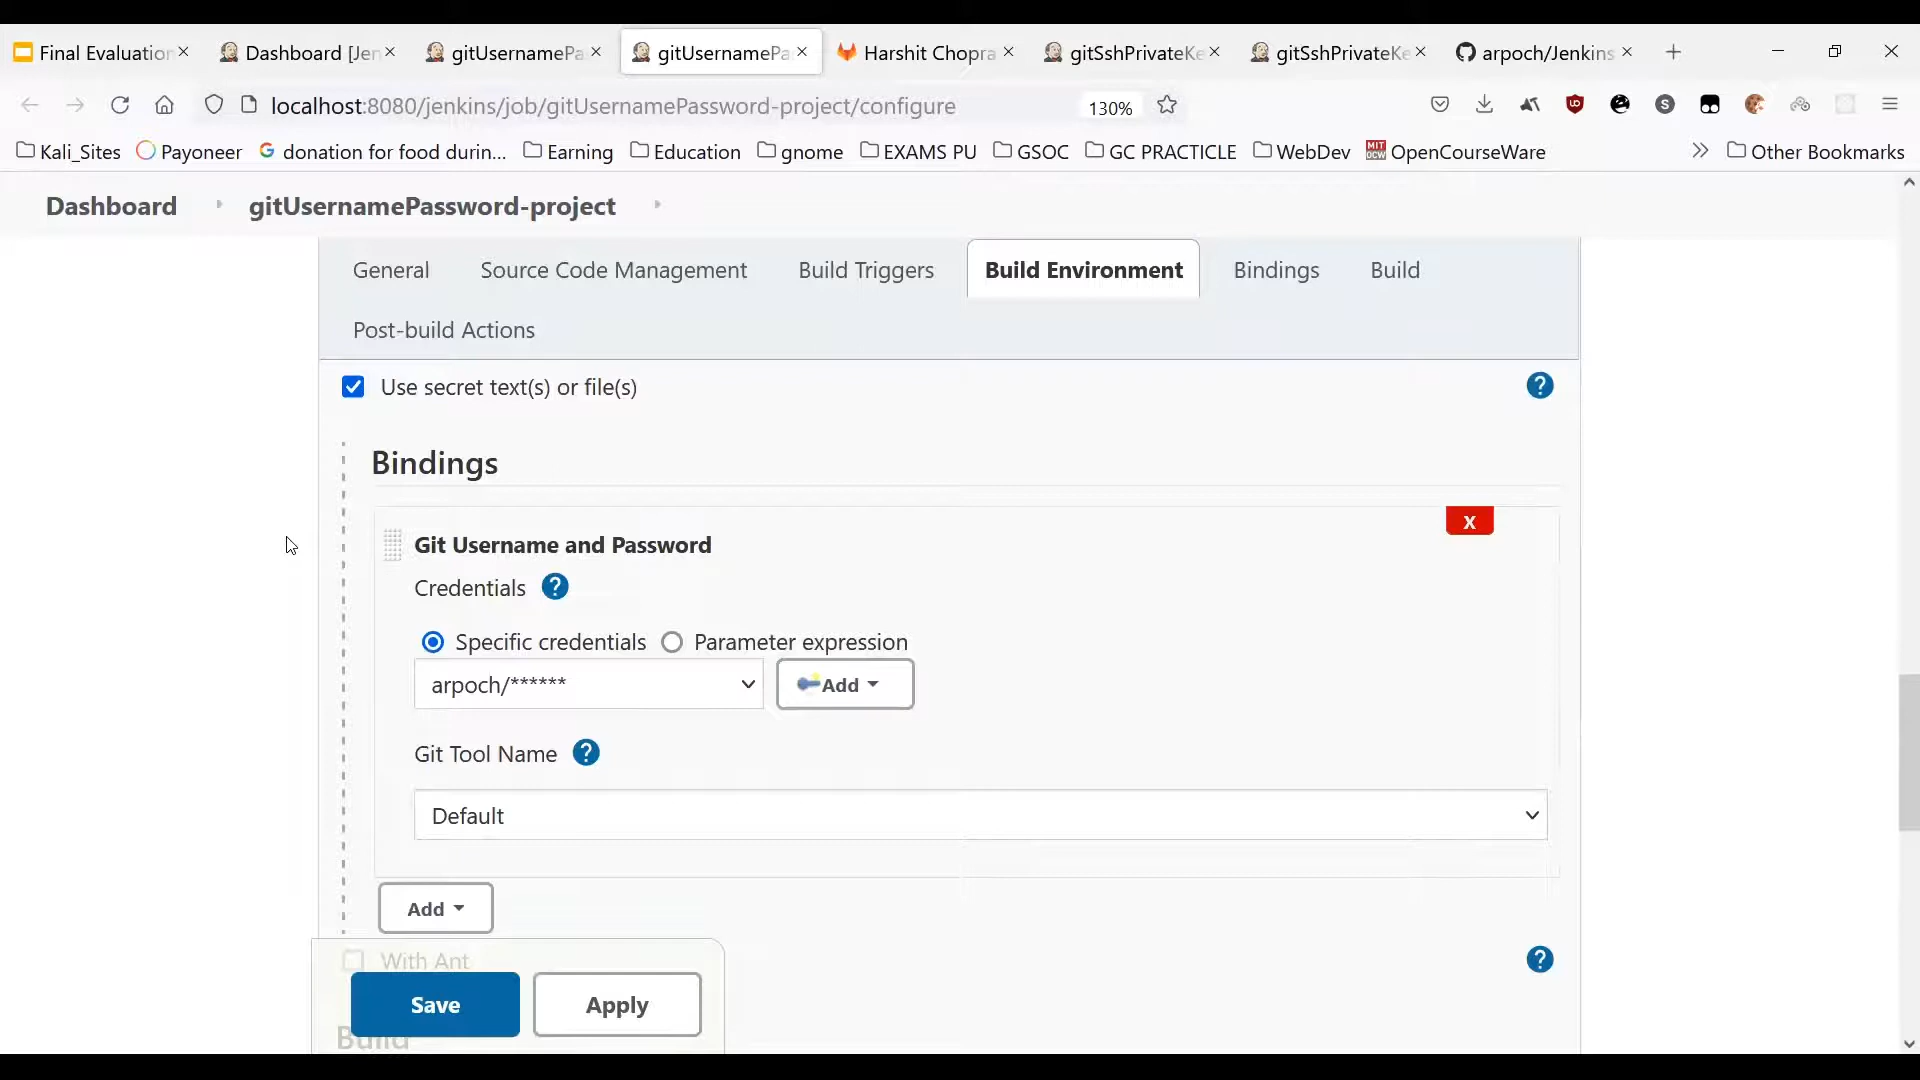 Final Evaluation
Dashboard [Jen
gitUsernamePa
gitUsernamePa
Harshit Chopra
gitSshPrivateKe
gitSshPrivateKe
arpoch/Jenkins
localhost:8080/jenkins/job/gitUsernamePassword-project/configure
130%
Kali_Sites
Payoneer
donation for food durin...
Earning
Education
gnome
EXAMS PU
GSOC
GC PRACTICLE
WebDev
MIT OCW
OpenCourseWare
Other Bookmarks
Dashboard
gitUsernamePassword-project
General
Source Code Management
Build Triggers
Build Environment
Bindings
Build
Post-build Actions
Use secret text(s) or file(s)
?
Bindings
X
Git Username and Password
Credentials
?
Specific credentials
Parameter expression
arpoch/******
Add
Git Tool Name
?
Default
Add
With Ant
?
Save
Apply
Build